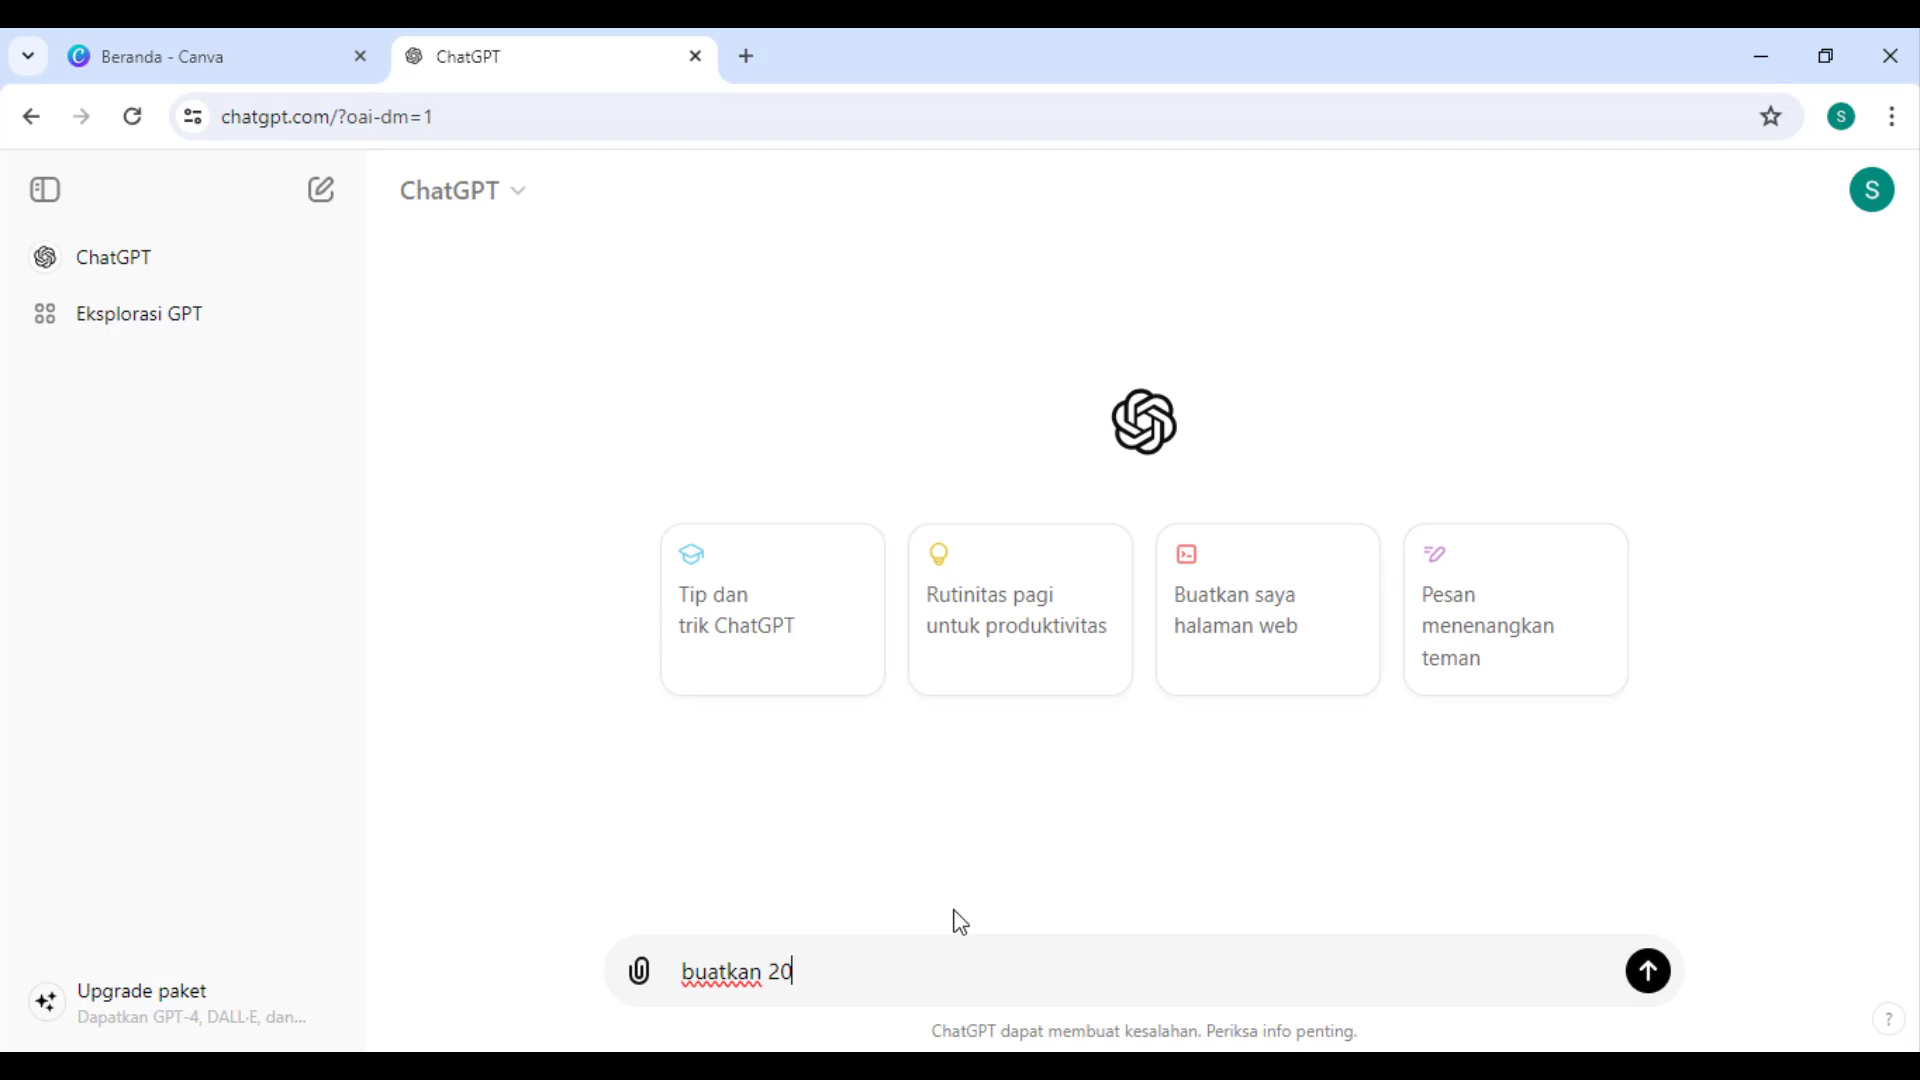 Beranda - Canva
ChatGPT
chatgpt.com/?oai-dm=1
S
ChatGPT
S
ChatGPT
Eksplorasi GPT
Tip dan
trik ChatGPT
Rutinitas pagi
untuk produktivitas
Buatkan saya
halaman web
Pesan
menenangkan
teman
buatkan 20
Upgrade paket
Dapatkan GPT-4, DALL·E, dan...
ChatGPT dapat membuat kesalahan. Periksa info penting.
?